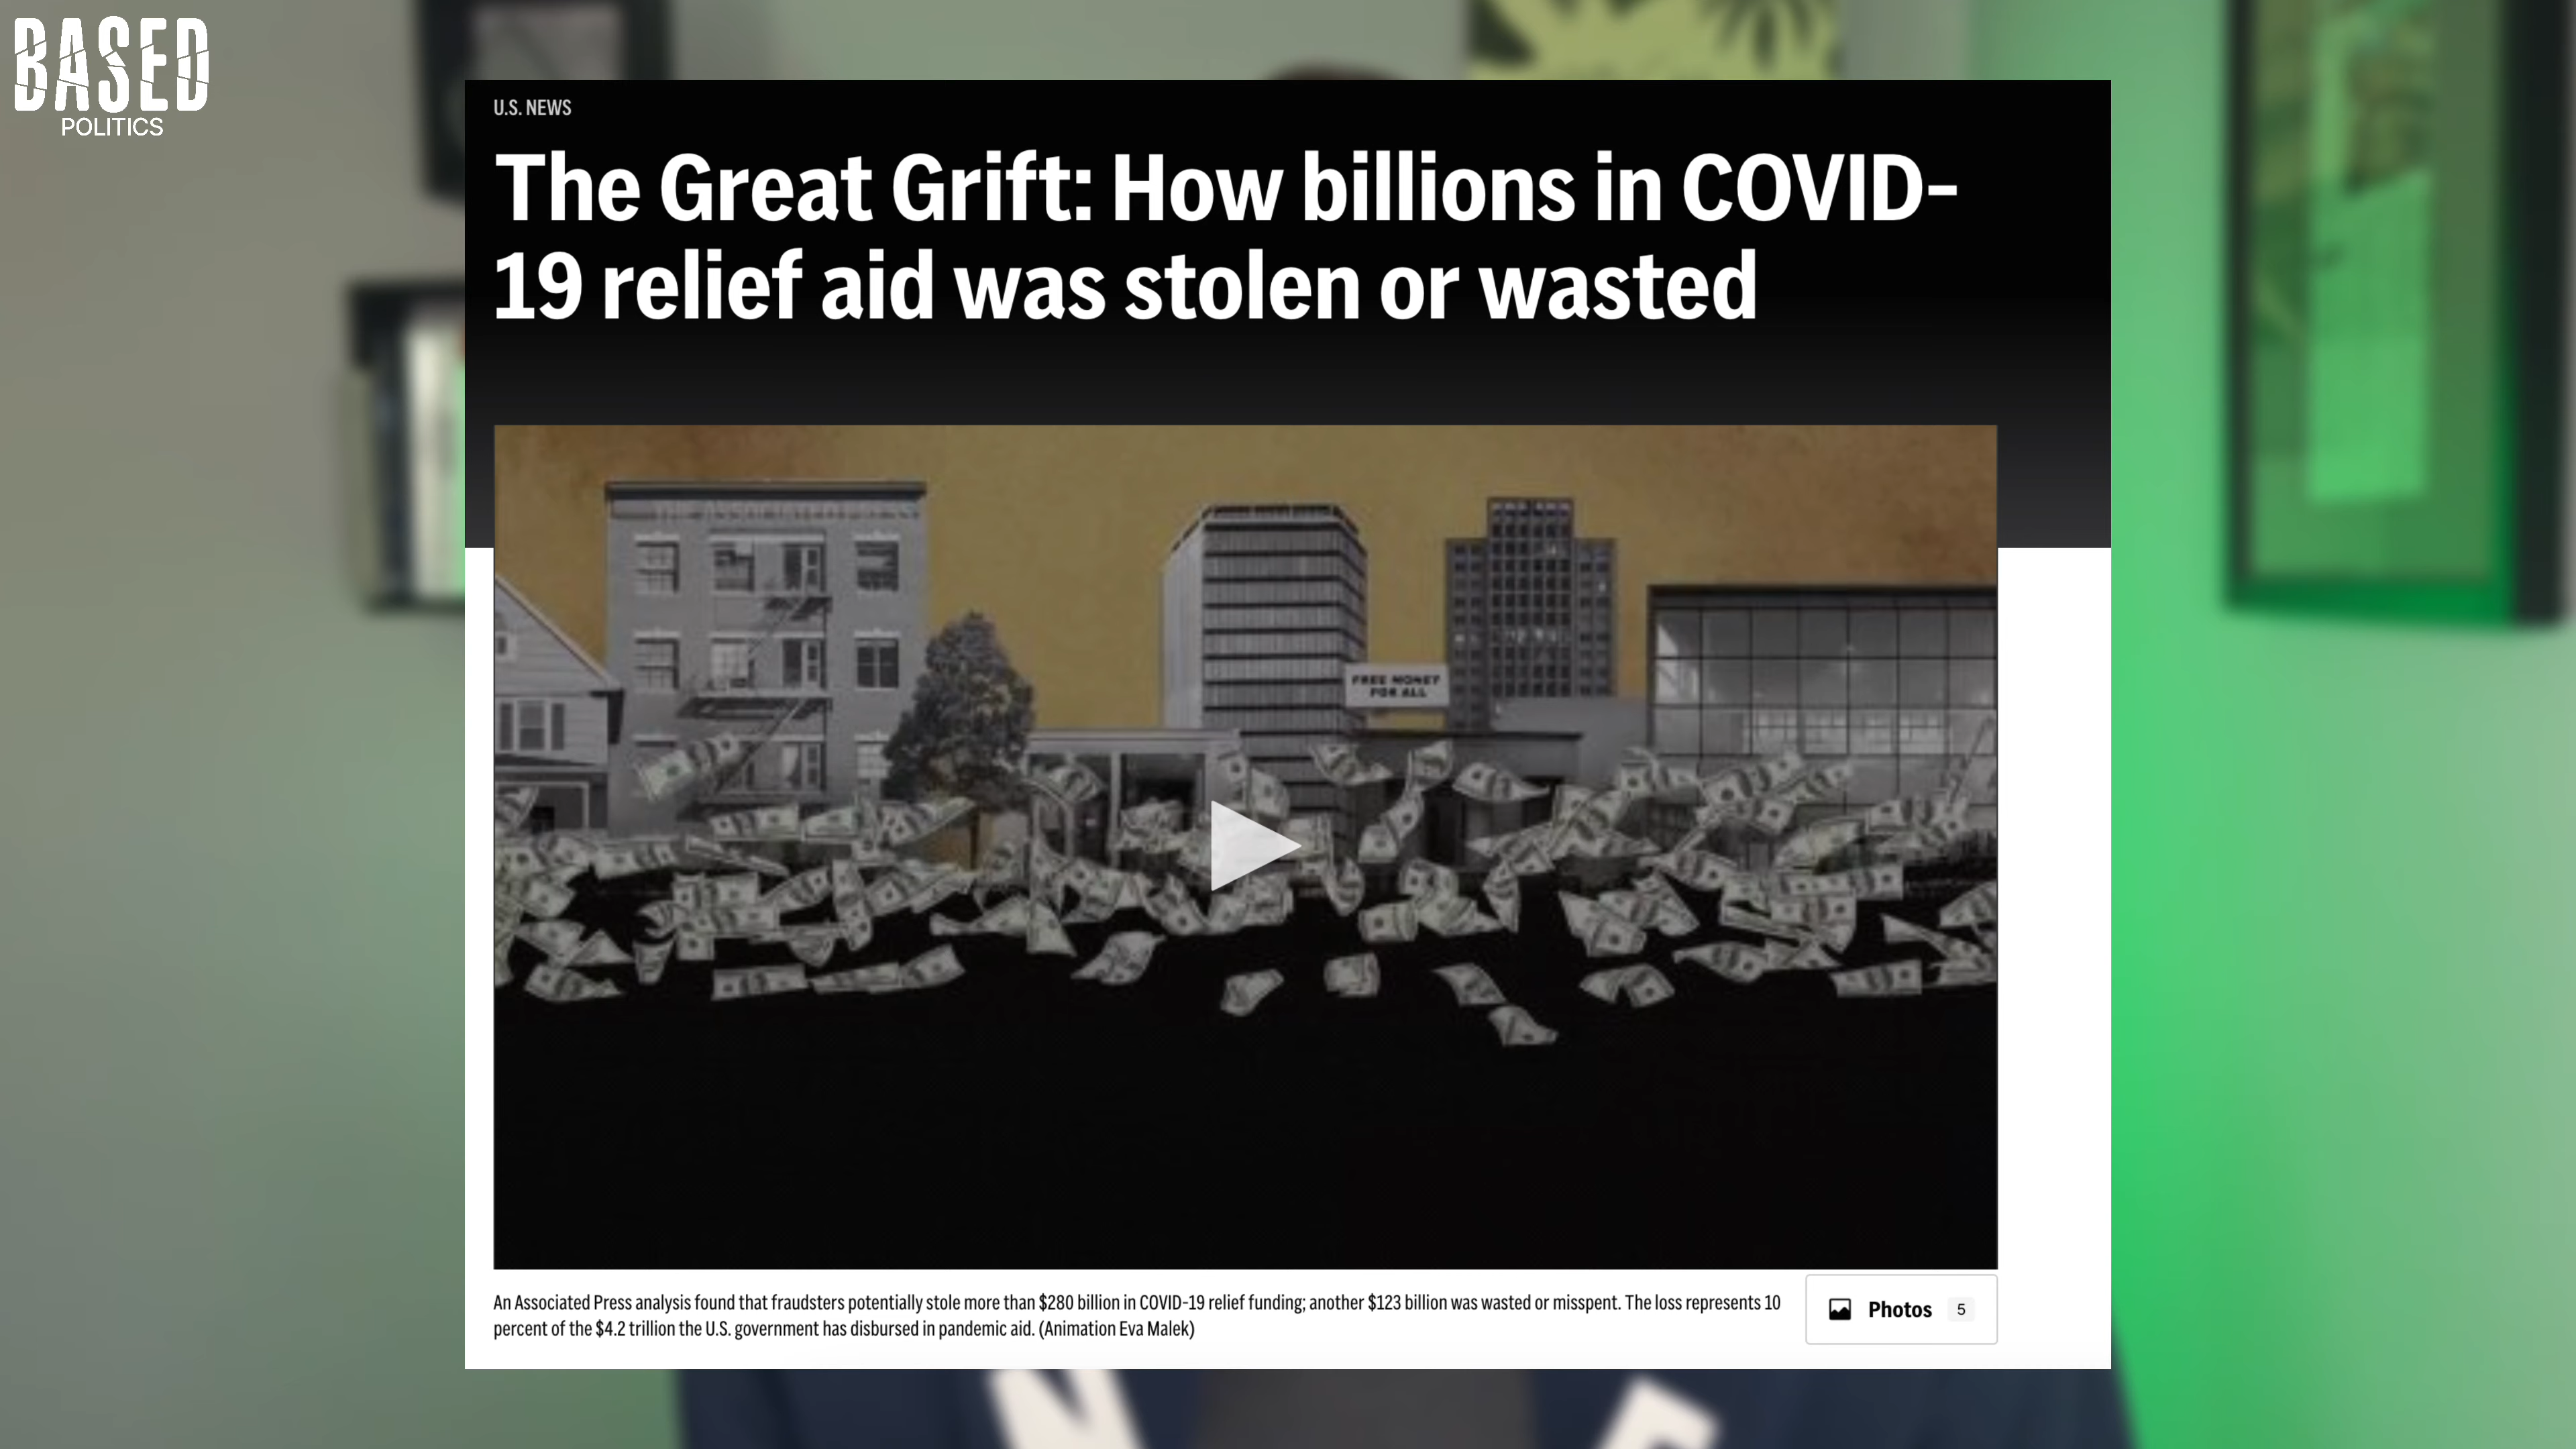 BASED
POLITICS
U.S. NEWS
The Great Grift: How billions in COVID-
19 relief aid was stolen or wasted
THE ASSOCIATED PRESS
FREE MONEY
FOR ALL
An Associated Press analysis found that fraudsters potentially stole more than $280 billion in COVID-19 relief funding; another $123 billion was wasted or misspent. The loss represents 10
percent of the $4.2 trillion the U.S. government has disbursed in pandemic aid. (Animation Eva Malek)
Photos 5